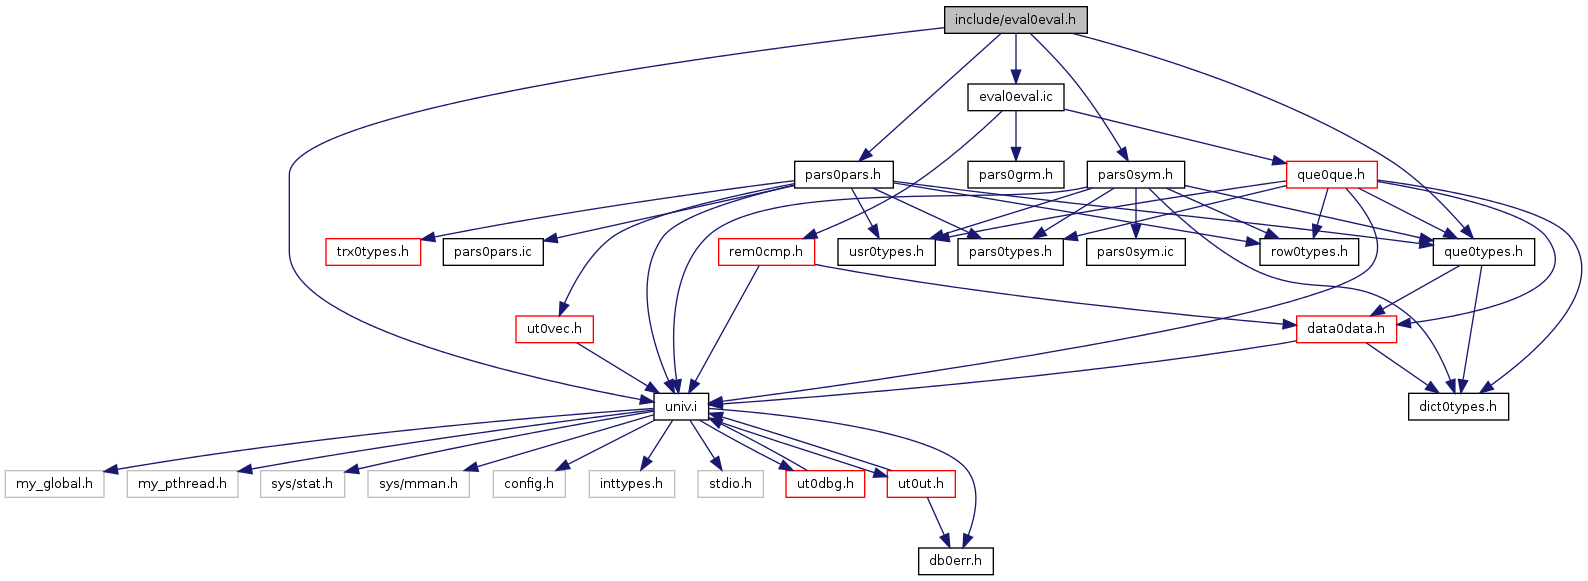 include/eval0eval.h
eval0eval.ic
pars0pars.h
pars0grm.h
pars0sym.h
que0que.h
trx0types.h
pars0pars.ic
rem0cmp.h
usr0types.h
pars0types.h
pars0sym.ic
row0types.h
que0types.h
ut0vec.h
data0data.h
univ.i
dict0types.h
my_global.h
my_pthread.h
sys/stat.h
sys/mman.h
config.h
inttypes.h
stdio.h
ut0dbg.h
ut0ut.h
db0err.h